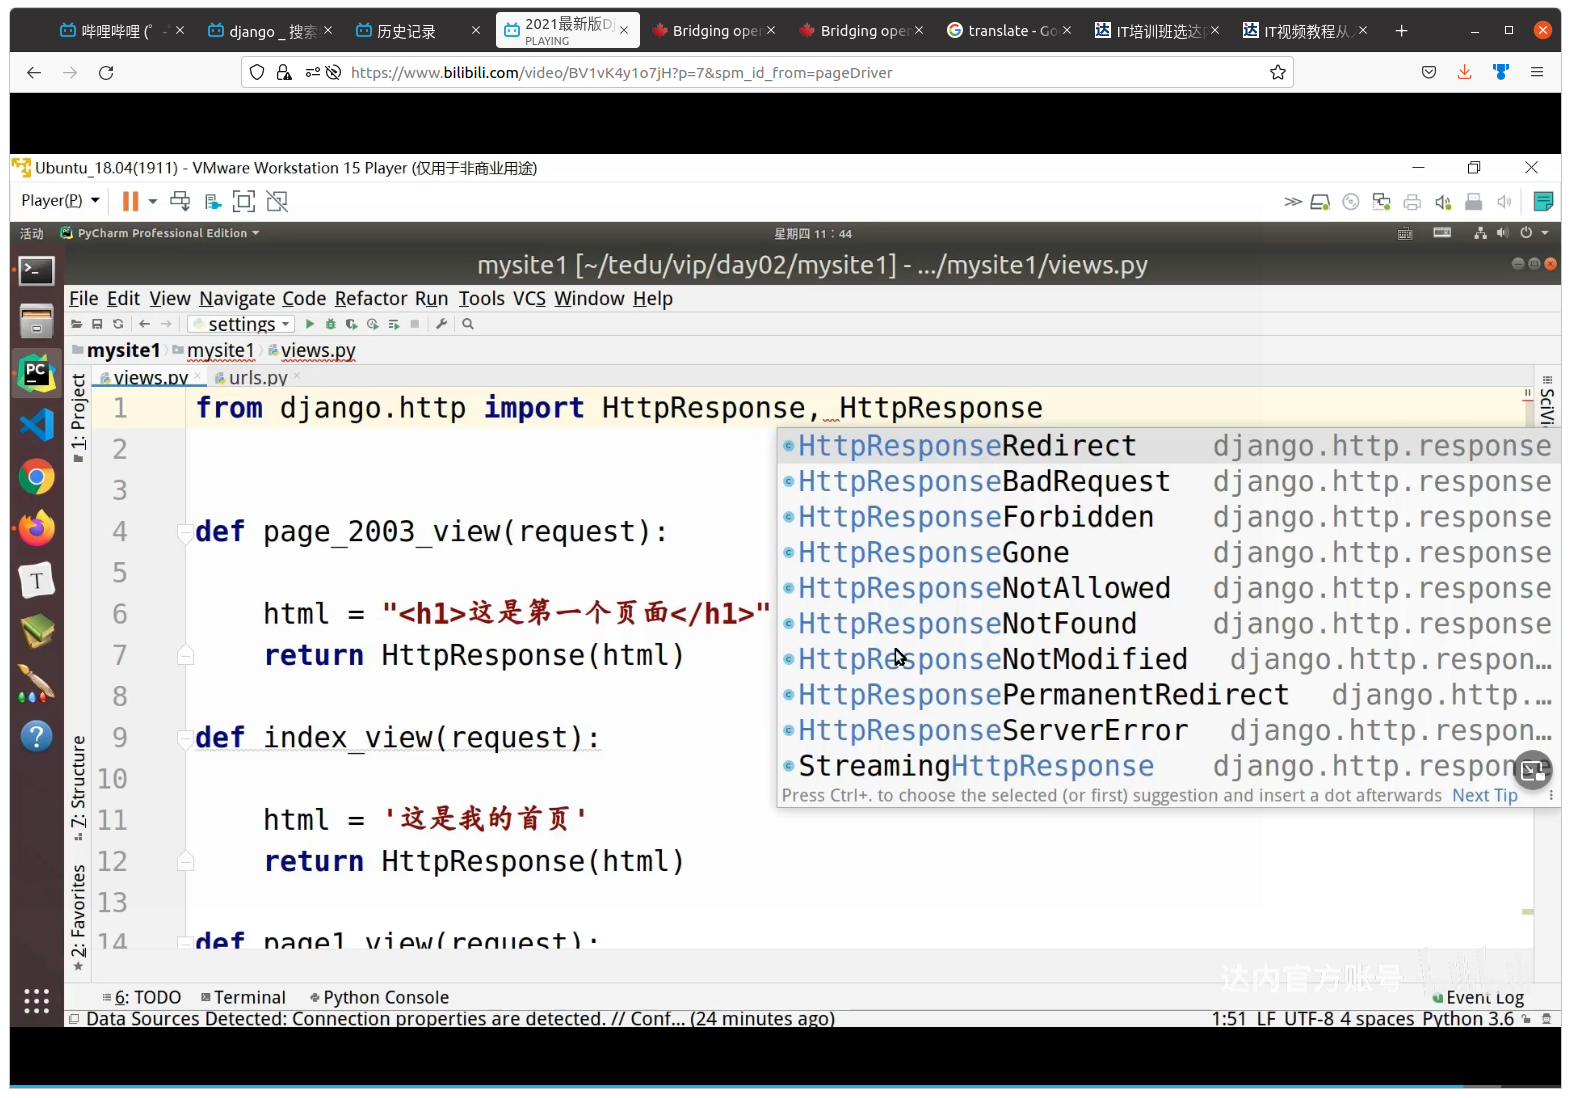 哔哩哔哩 (゜-
django _ 搜索
历史记录
2021最新版Dj
PLAYING
Bridging ope
Bridging ope
translate - Go
IT培训班选达
IT视频教程从
https://www.bilibili.com/video/BV1vK4y1o7jH?p=7&spm_id_from=pageDriver
Ubuntu_18.04(1911) - VMware Workstation 15 Player (仅用于非商业用途)
Player(P)
活动 PyCharm Professional Edition
星期四 11：44
mysite1 [~/tedu/vip/day02/mysite1] - .../mysite1/views.py
File Edit View Navigate Code Refactor Run Tools VCS Window Help
settings
mysite1 mysite1 views.py
views.py urls.py
1: Project
7: Structure
2: Favorites
SciVi
1 from django.http import HttpResponse, HttpResponse
2
3
4 def page_2003_view(request):
5
6 html = "<h1>这是第一个页面</h1>"
7 return HttpResponse(html)
8
9 def index_view(request):
10
11 html = '这是我的首页'
12 return HttpResponse(html)
13
14 def page1_view(request):
HttpResponseRedirect django.http.response
HttpResponseBadRequest django.http.response
HttpResponseForbidden django.http.response
HttpResponseGone django.http.response
HttpResponseNotAllowed django.http.response
HttpResponseNotFound django.http.response
HttpResponseNotModified django.http.respon…
HttpResponsePermanentRedirect django.http.…
HttpResponseServerError django.http.respon…
StreamingHttpResponse django.http.response
Press Ctrl+. to choose the selected (or first) suggestion and insert a dot afterwards Next Tip
达内官方账号
6: TODO Terminal Python Console
Event Log
Data Sources Detected: Connection properties are detected. // Conf... (24 minutes ago)
1:51 LF UTF-8 4 spaces Python 3.6